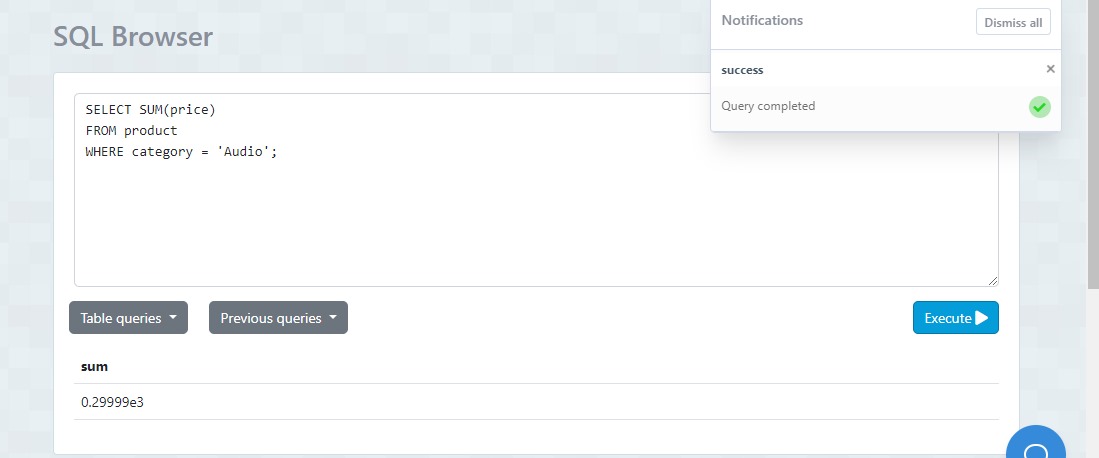 SQL Browser
Notifications
Dismiss all
success
×
Query completed
SELECT SUM(price)
FROM product
WHERE category = 'Audio';
Table queries
Previous queries
Execute
sum
0.29999e3